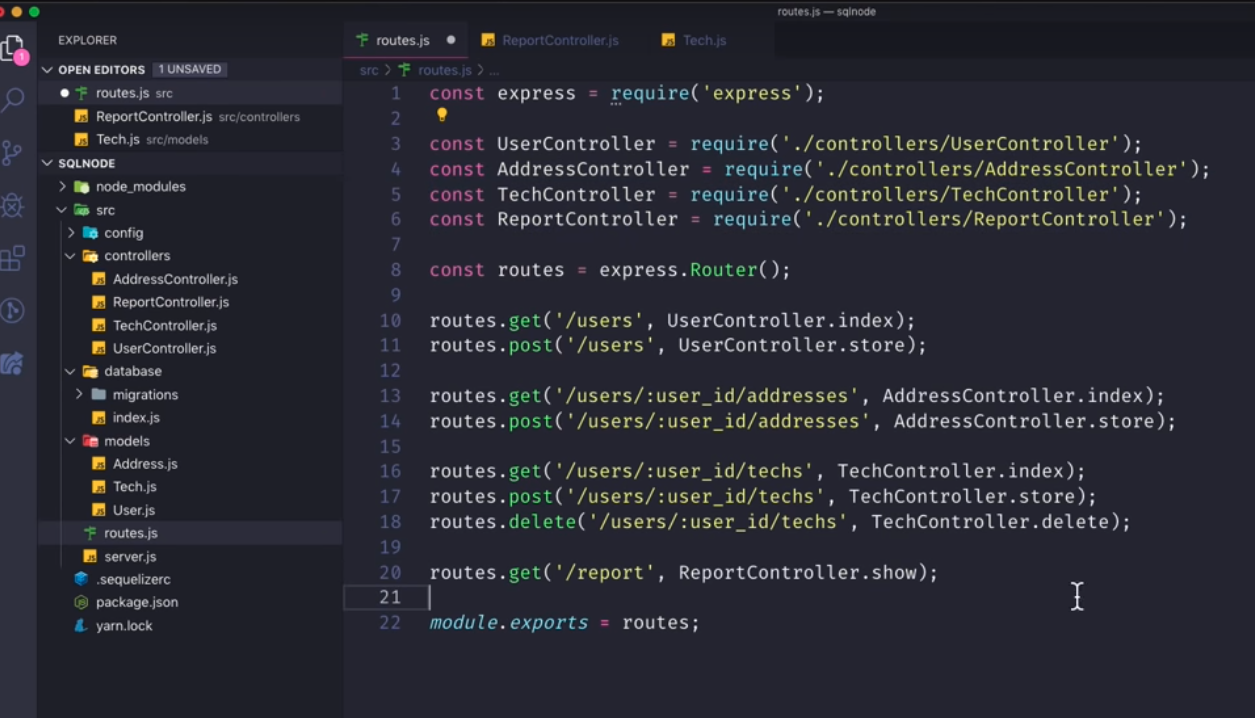 routes.js — sqlnode
EXPLORER
1
OPEN EDITORS 1 UNSAVED
routes.js src
ReportController.js src/controllers
Tech.js src/models
SQLNODE
node_modules
src
config
controllers
AddressController.js
ReportController.js
TechController.js
UserController.js
database
migrations
index.js
models
Address.js
Tech.js
User.js
routes.js
server.js
.sequelizerc
package.json
yarn.lock
routes.js ReportController.js Tech.js
src > routes.js > ...
1 const express = require('express');
2
3 const UserController = require('./controllers/UserController');
4 const AddressController = require('./controllers/AddressController');
5 const TechController = require('./controllers/TechController');
6 const ReportController = require('./controllers/ReportController');
7
8 const routes = express.Router();
9
10 routes.get('/users', UserController.index);
11 routes.post('/users', UserController.store);
12
13 routes.get('/users/:user_id/addresses', AddressController.index);
14 routes.post('/users/:user_id/addresses', AddressController.store);
15
16 routes.get('/users/:user_id/techs', TechController.index);
17 routes.post('/users/:user_id/techs', TechController.store);
18 routes.delete('/users/:user_id/techs', TechController.delete);
19
20 routes.get('/report', ReportController.show);
21
22 module.exports = routes;